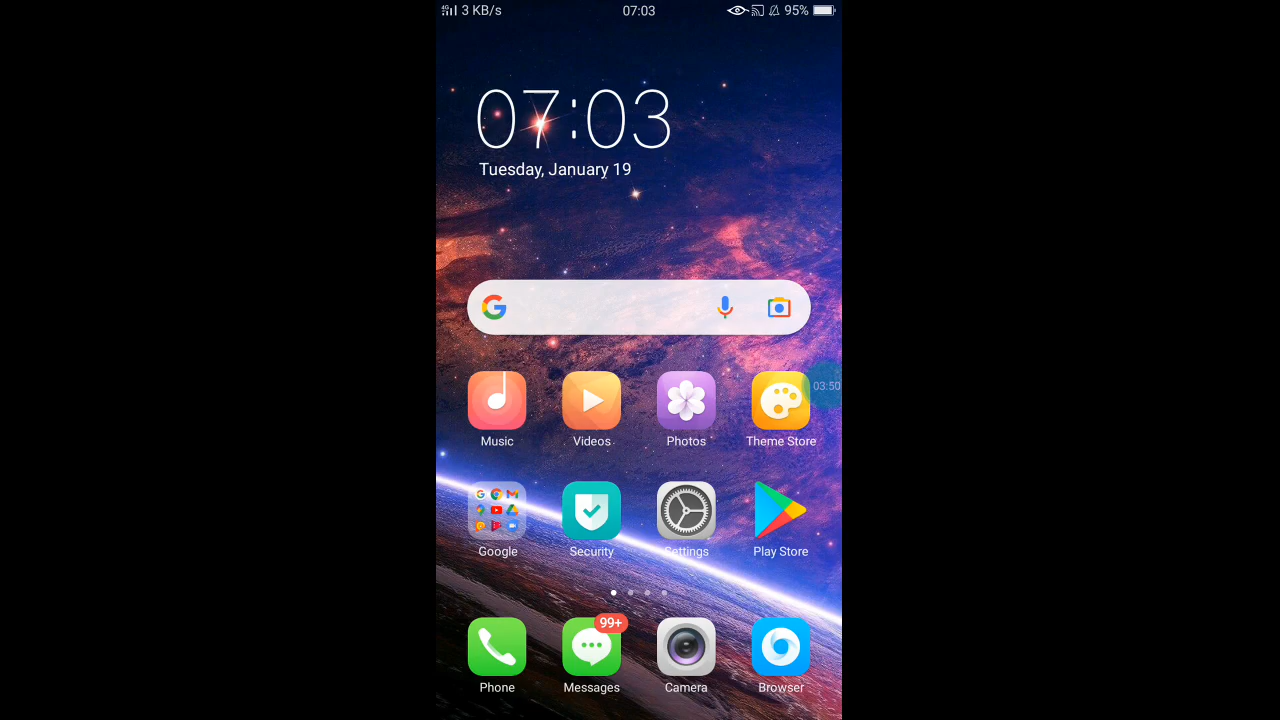 4G 3 KB/s 07:03 95%
07:03
Tuesday, January 19
03:50
Music Videos Photos Theme Store
Google Security Settings Play Store
99+
Phone Messages Camera Browser